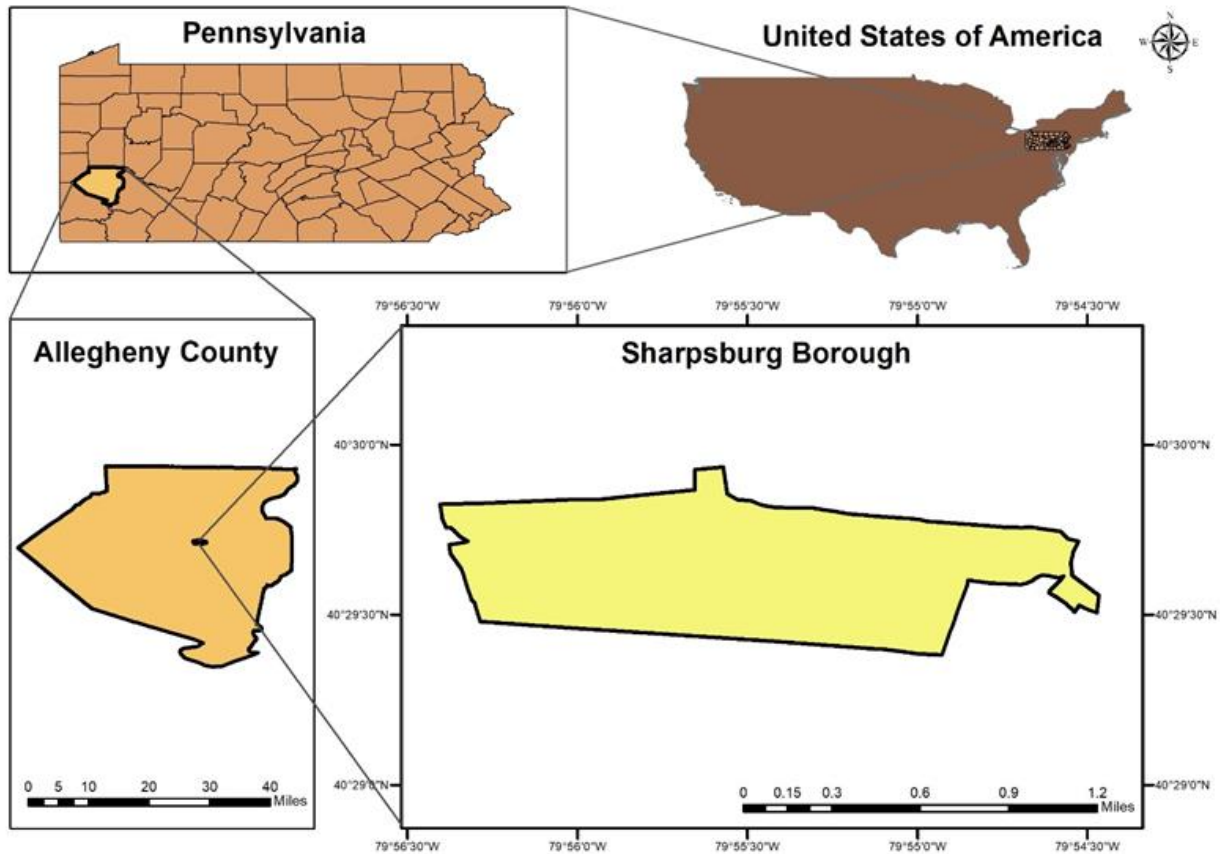 Pennsylvania
United States of America
N
W E
S
79°56'30"W 79°56'0"W 79°55'30"W 79°55'0"W 79°54'30"W
Allegheny County
Sharpsburg Borough
40°30'0"N 40°30'0"N
40°29'30"N 40°29'30"N
40°29'0"N 40°29'0"N
0 5 10 20 30 40
Miles
0 0.15 0.3 0.6 0.9 1.2
Miles
79°56'30"W 79°56'0"W 79°55'30"W 79°55'0"W 79°54'30"W